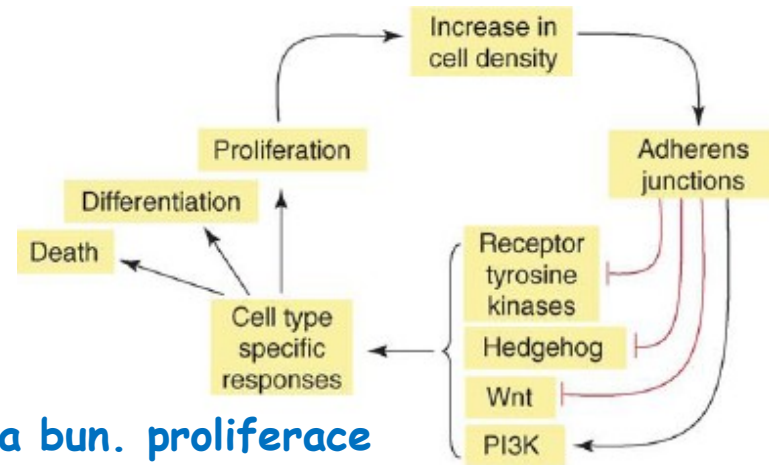 Increase in
cell density
Proliferation
Adherens
junctions
Differentiation
Death
Receptor
tyrosine
kinases
Cell type
specific
responses
Hedgehog
Wnt
PI3K
a bun. proliferace